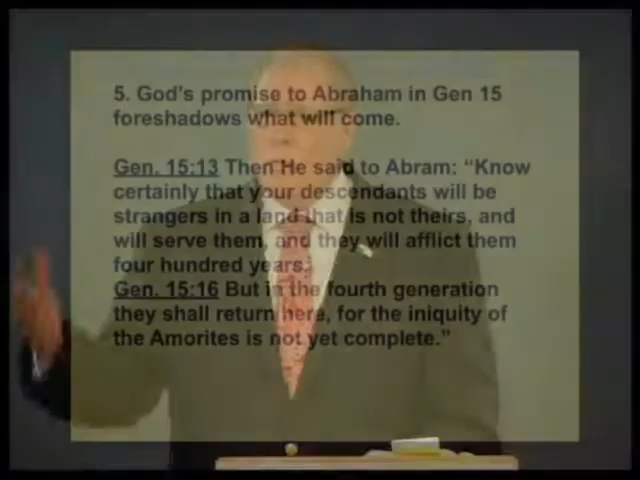 5. God's promise to Abraham in Gen 15
foreshadows what will come.
Gen. 15:13 Then He said to Abram: “Know
certainly that your descendants will be
strangers in a land that is not theirs, and
will serve them, and they will afflict them
four hundred years.
Gen. 15:16 But in the fourth generation
they shall return here, for the iniquity of
the Amorites is not yet complete.”